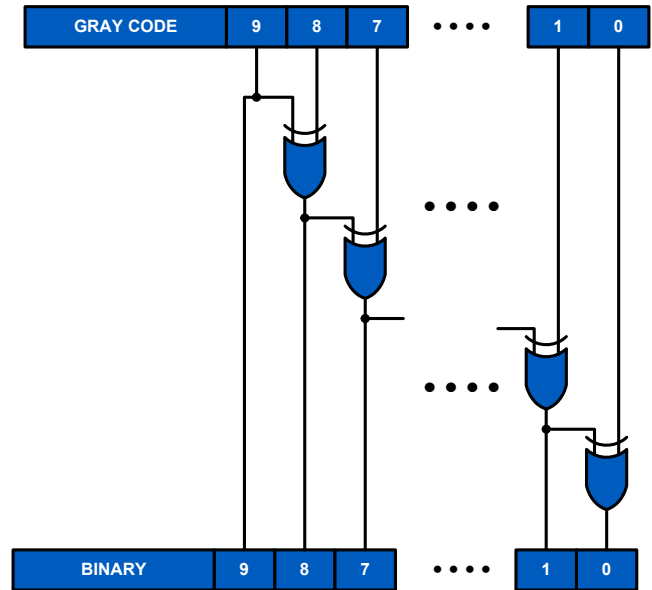 GRAY CODE 9 8 7 •••• 1 0
BINARY 9 8 7 •••• 1 0